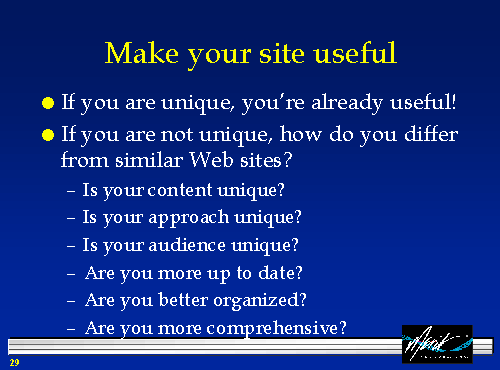 Make your site useful
● If you are unique, you're already useful!
● If you are not unique, how do you differ
from similar Web sites?
– Is your content unique?
– Is your approach unique?
– Is your audience unique?
– Are you more up to date?
– Are you better organized?
– Are you more comprehensive?
29